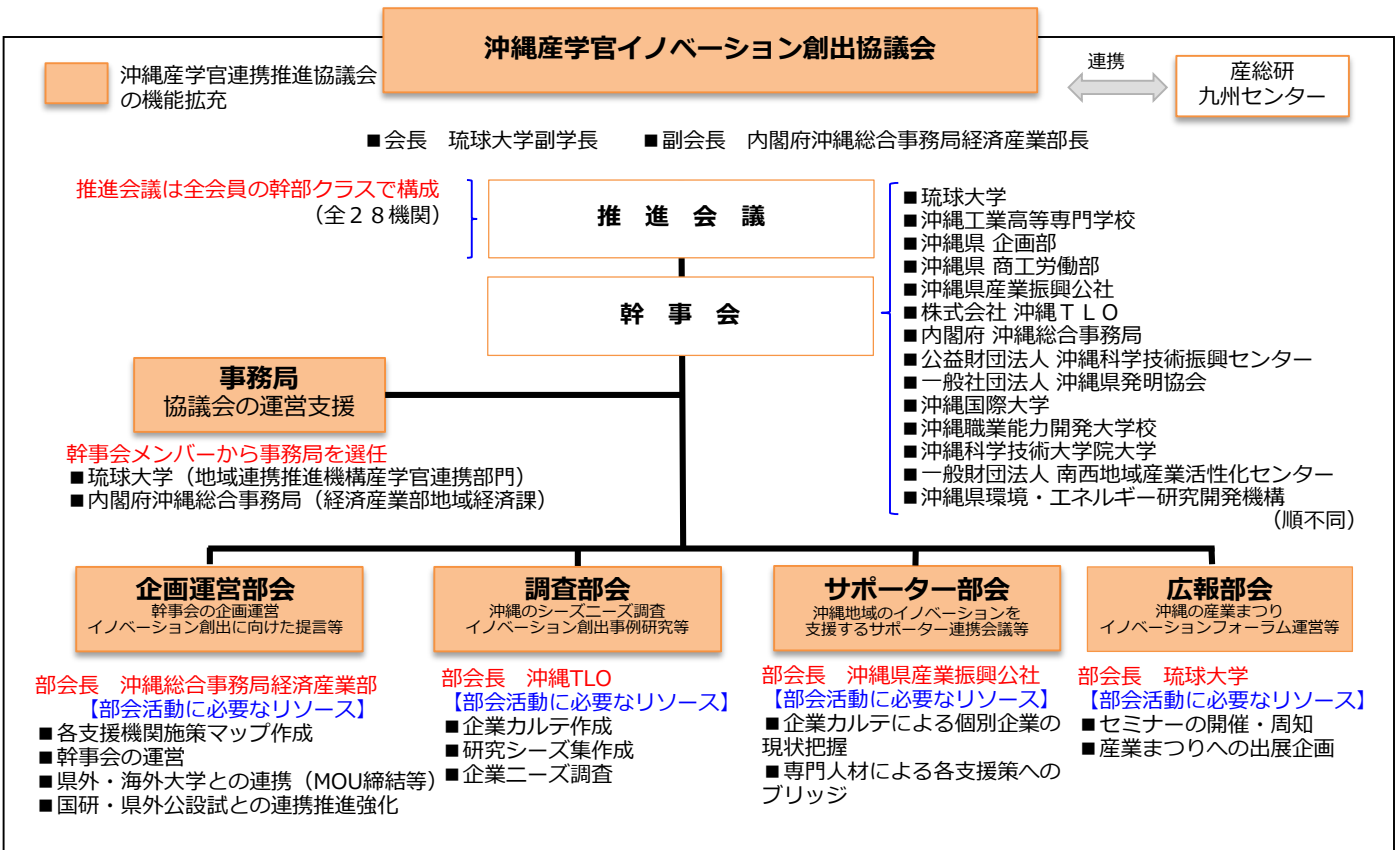 沖縄産学官イノベーション創出協議会
沖縄産学官連携推進協議会
の機能拡充
連携
産総研
九州センター
■会長　琉球大学副学長　　■副会長　内閣府沖縄総合事務局経済産業部長
推進会議は全会員の幹部クラスで構成
（全２８機関）
推　進　会　議
幹　事　会
■琉球大学
■沖縄工業高等専門学校
■沖縄県 企画部
■沖縄県 商工労働部
■沖縄県産業振興公社
■株式会社 沖縄ＴＬＯ
■内閣府 沖縄総合事務局
■公益財団法人 沖縄科学技術振興センター
■一般社団法人 沖縄県発明協会
■沖縄国際大学
■沖縄職業能力開発大学校
■沖縄科学技術大学院大学
■一般財団法人 南西地域産業活性化センター
■沖縄県環境・エネルギー研究開発機構
（順不同）
事務局
協議会の運営支援
幹事会メンバーから事務局を選任
■琉球大学（地域連携推進機構産学官連携部門）
■内閣府沖縄総合事務局（経済産業部地域経済課）
企画運営部会
幹事会の企画運営
イノベーション創出に向けた提言等
部会長　沖縄総合事務局経済産業部
【部会活動に必要なリソース】
■各支援機関施策マップ作成
■幹事会の運営
■県外・海外大学との連携（MOU締結等）
■国研・県外公設試との連携推進強化
調査部会
沖縄のシーズニーズ調査
イノベーション創出事例研究等
部会長　沖縄TLO
【部会活動に必要なリソース】
■企業カルテ作成
■研究シーズ集作成
■企業ニーズ調査
サポーター部会
沖縄地域のイノベーションを
支援するサポーター連携会議等
部会長　沖縄県産業振興公社
【部会活動に必要なリソース】
■企業カルテによる個別企業の
現状把握
■専門人材による各支援策への
ブリッジ
広報部会
沖縄の産業まつり
イノベーションフォーラム運営等
部会長　琉球大学
【部会活動に必要なリソース】
■セミナーの開催・周知
■産業まつりへの出展企画